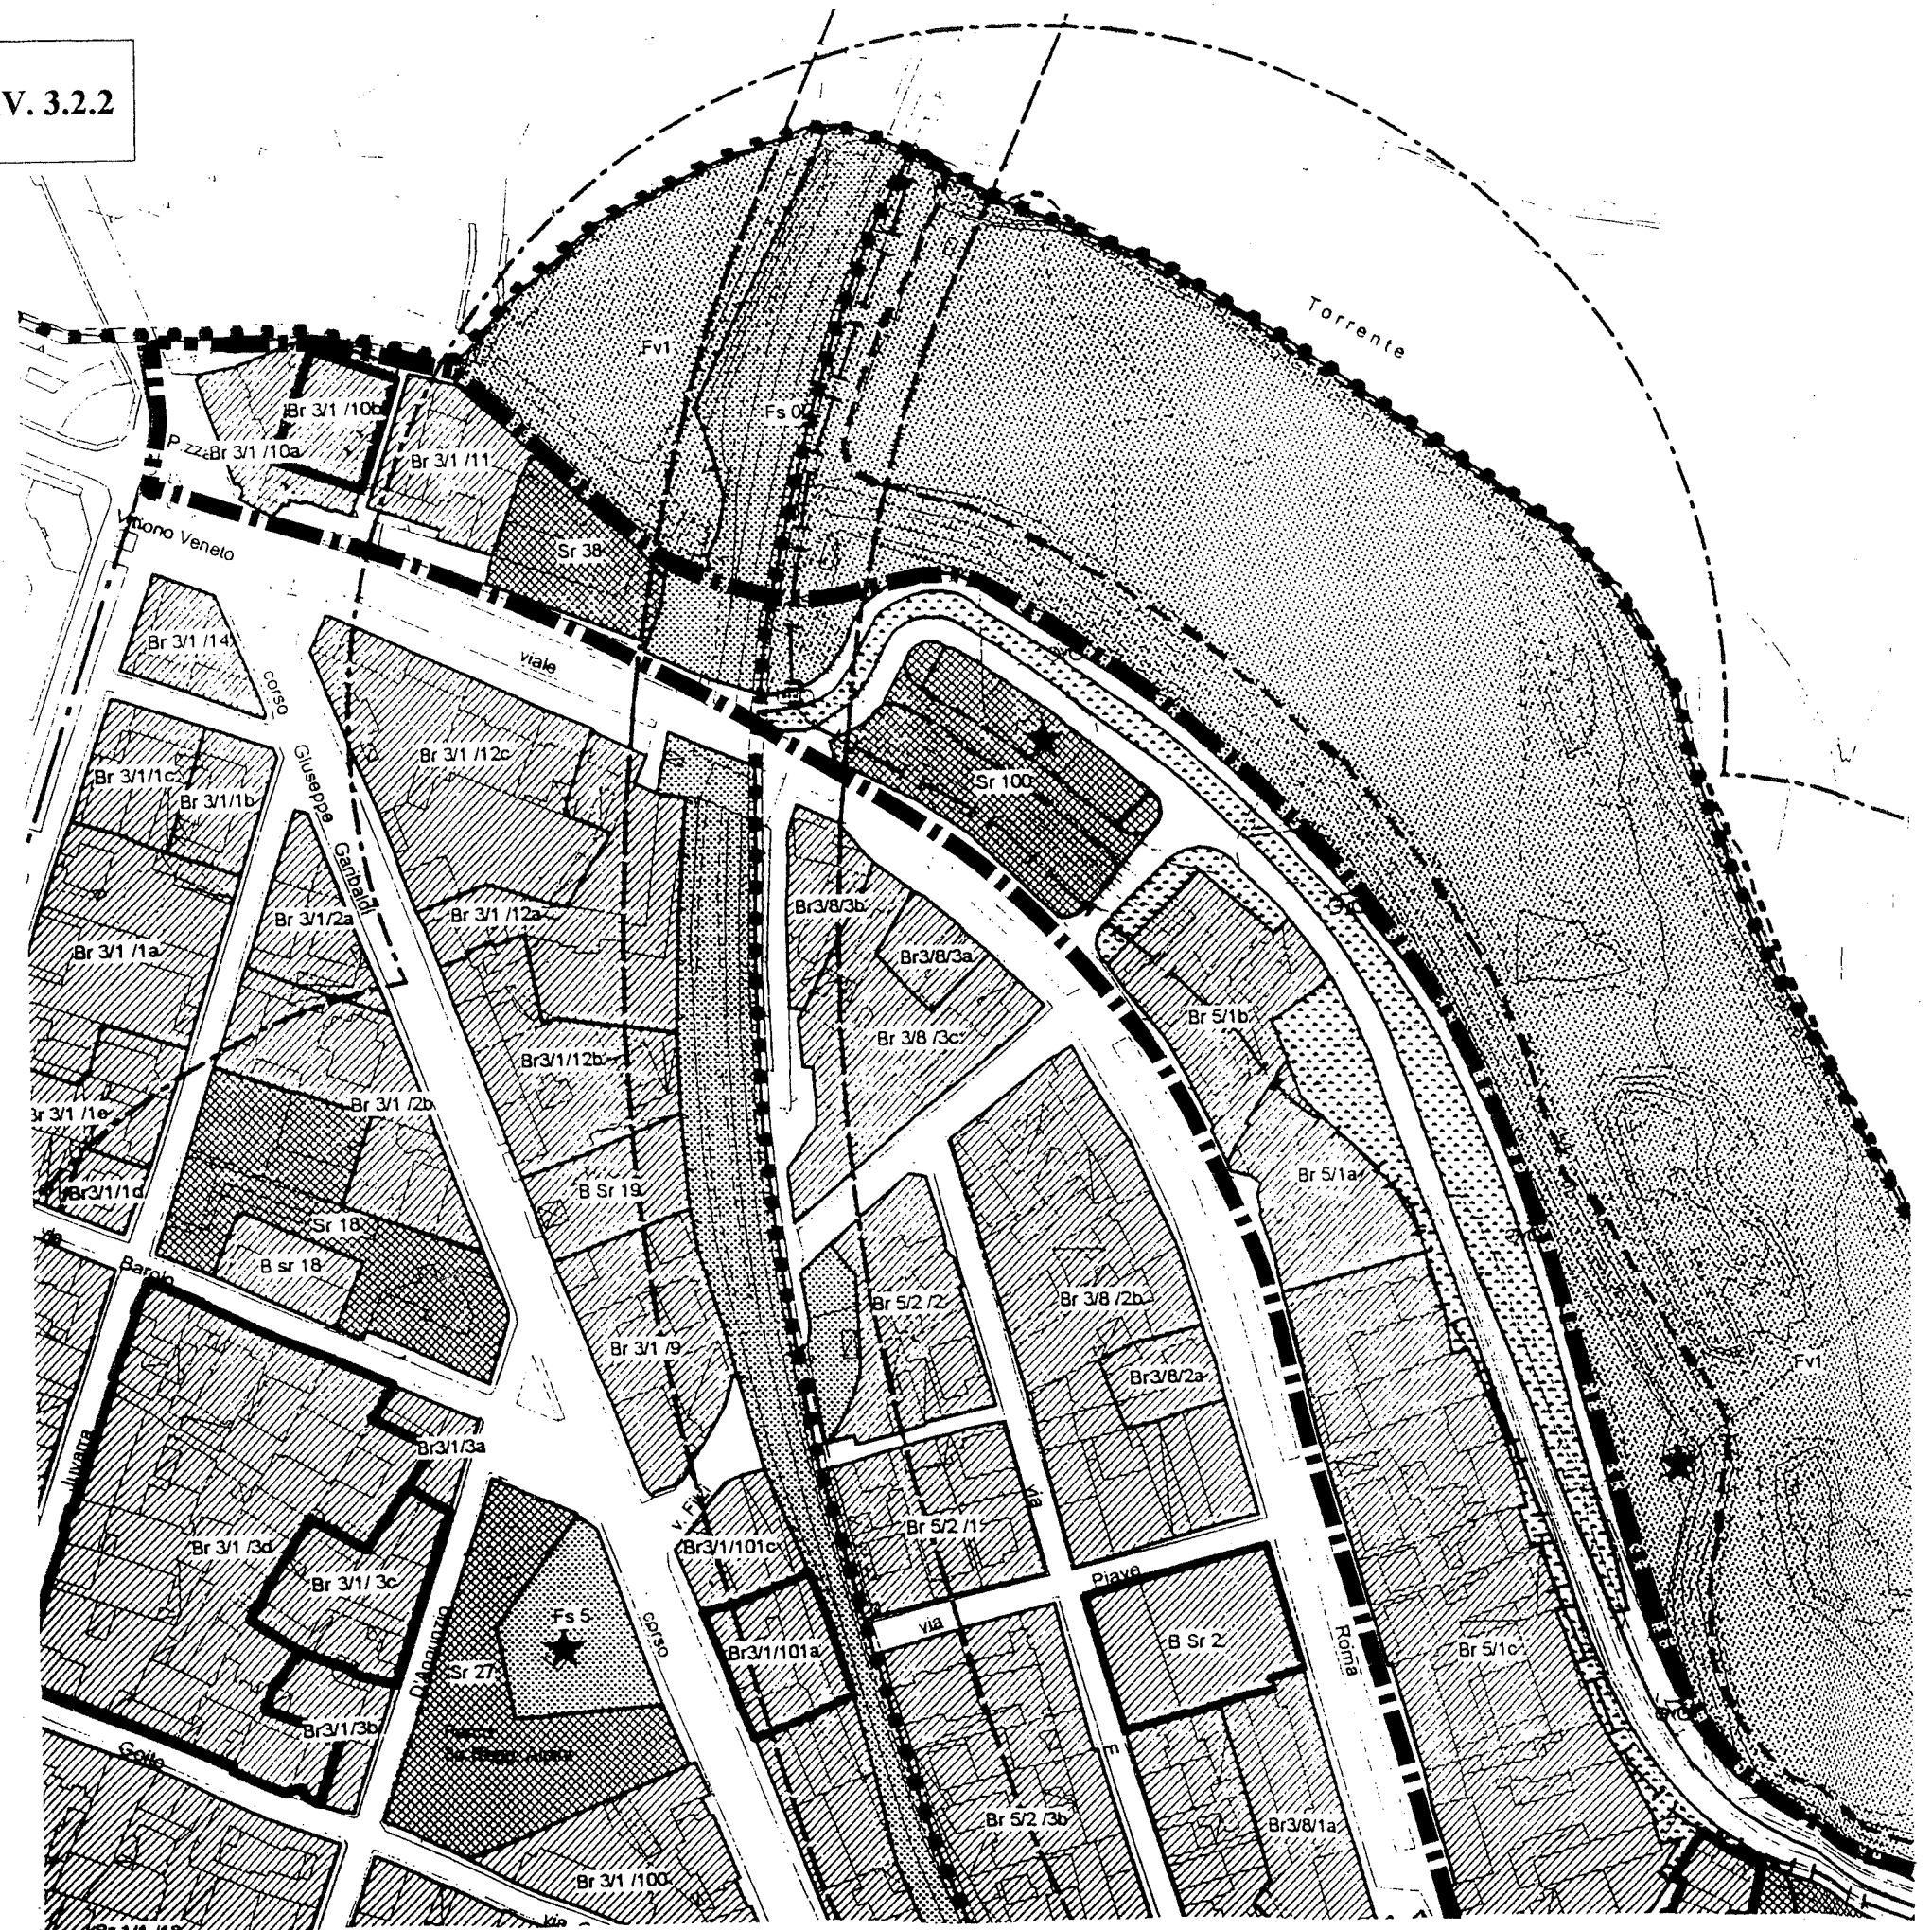 V. 3.2.2
Torrente
Fv1
Fs 0
Br 3/1 /10b
Br 3/1 /10a
Br 3/1 /11
Sr 38
Veneto
Br 3/1 /14
viale
corso
Giuseppe
Garibaldi
Br 3/1 /12c
Br 3/1/1c
Br 3/1/1b
Sr 100
Br 3/1/2a
Br 3/1 /12a
Br3/8/3b
Br3/8/3a
Br 3/1 /1a
Br 5/1b
Br 3/8 /3c
Br3/1/12b
Br 3/1 /1e
Br 3/1 /2b
Br3/1/1d
B Sr 19
Br 5/1a
Sr 18
via
Barolo
B sr 18
Br 5/2 /2
Br 3/8 /2b
Br 3/1 /9
Br3/8/2a
Fv1
Br3/1/3a
Juvarra
via
Br 5/2 /1
Br 3/1 /3d
Br3/1/101c
Br 3/1/ 3c
Piave
Fs 5
corso
via
B Sr 2
Roma
Br 5/1c
Br3/1/101a
Sr 27
D'Annunzio
Br3/1/3b
Goito
Br 5/2 /3b
Br3/8/1a
Br 3/1 /100
via